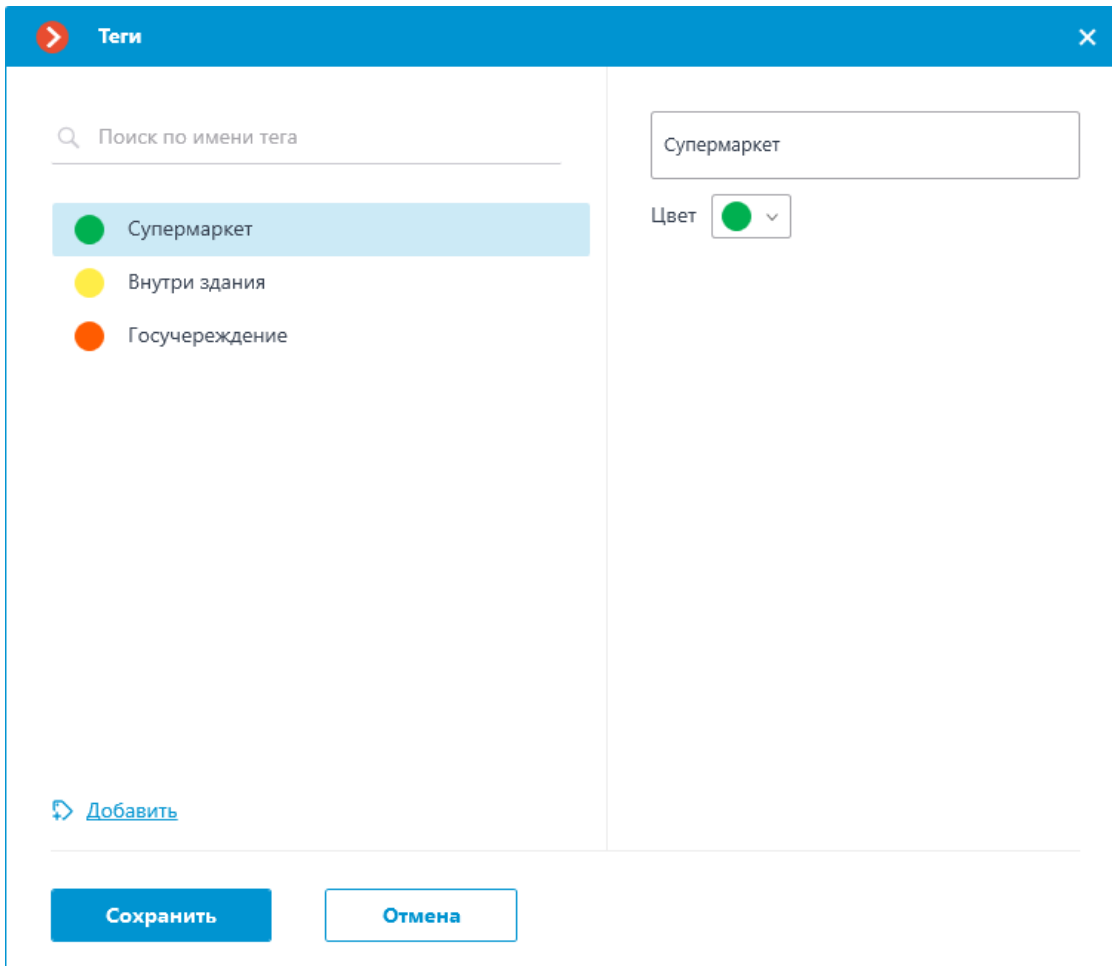 Теги
Поиск по имени тега
Супермаркет
Внутри здания
Госучереждение
Добавить
Супермаркет
Цвет
Сохранить
Отмена